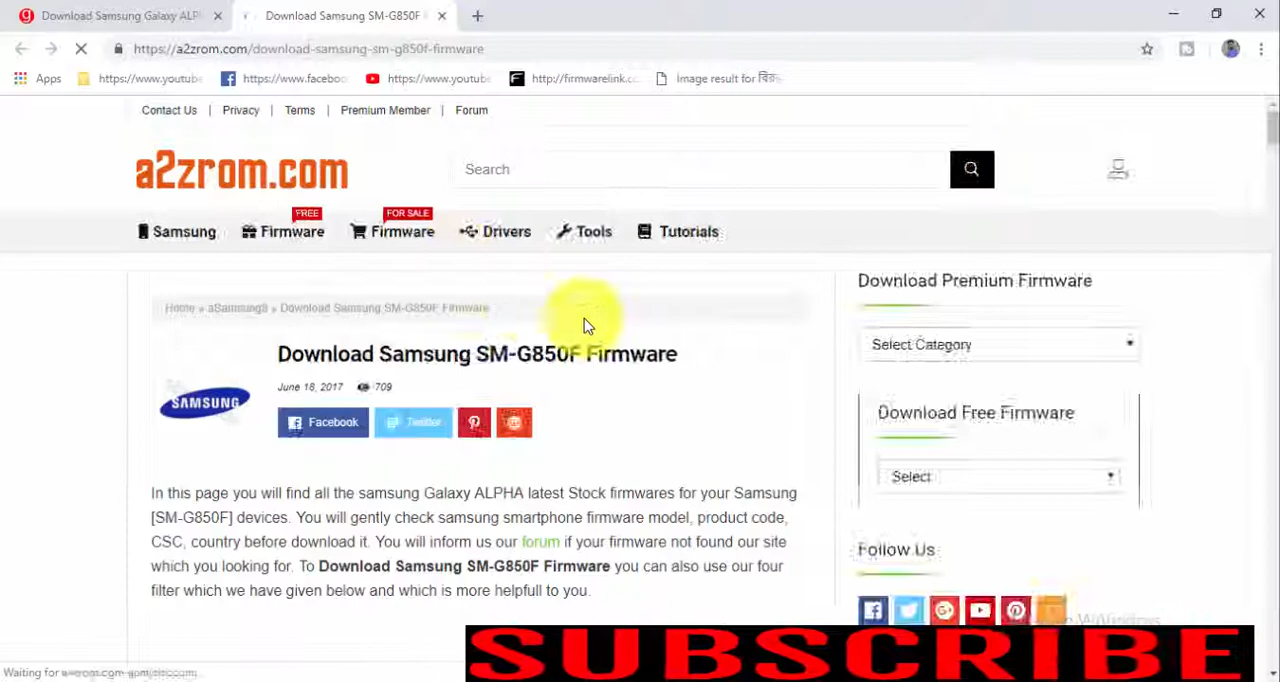 Download Samsung Galaxy ALP
Download Samsung SM-G850F F
https://a2zrom.com/download-samsung-sm-g850f-firmware
Apps https://www.youtube https://www.faceboo https://www.youtube http://firmwarelink.co Image result for বিয়
Contact Us | Privacy | Terms | Premium Member | Forum
a2zrom.com
Search
FREE FOR SALE
Samsung Firmware Firmware Drivers Tools Tutorials
Home » aSamsung8 » Download Samsung SM-G850F Firmware
Download Samsung SM-G850F Firmware
June 18, 2017 709
SAMSUNG
Facebook Twitter
In this page you will find all the samsung Galaxy ALPHA latest Stock firmwares for your Samsung
[SM-G850F] devices. You will gently check samsung smartphone firmware model, product code,
CSC, country before download it. You will inform us our forum if your firmware not found our site
which you looking for. To Download Samsung SM-G850F Firmware you can also use our four
filter which we have given below and which is more helpfull to you.
Download Premium Firmware
Select Category
Download Free Firmware
Select
Follow Us
Waiting for
SUBSCRIBE